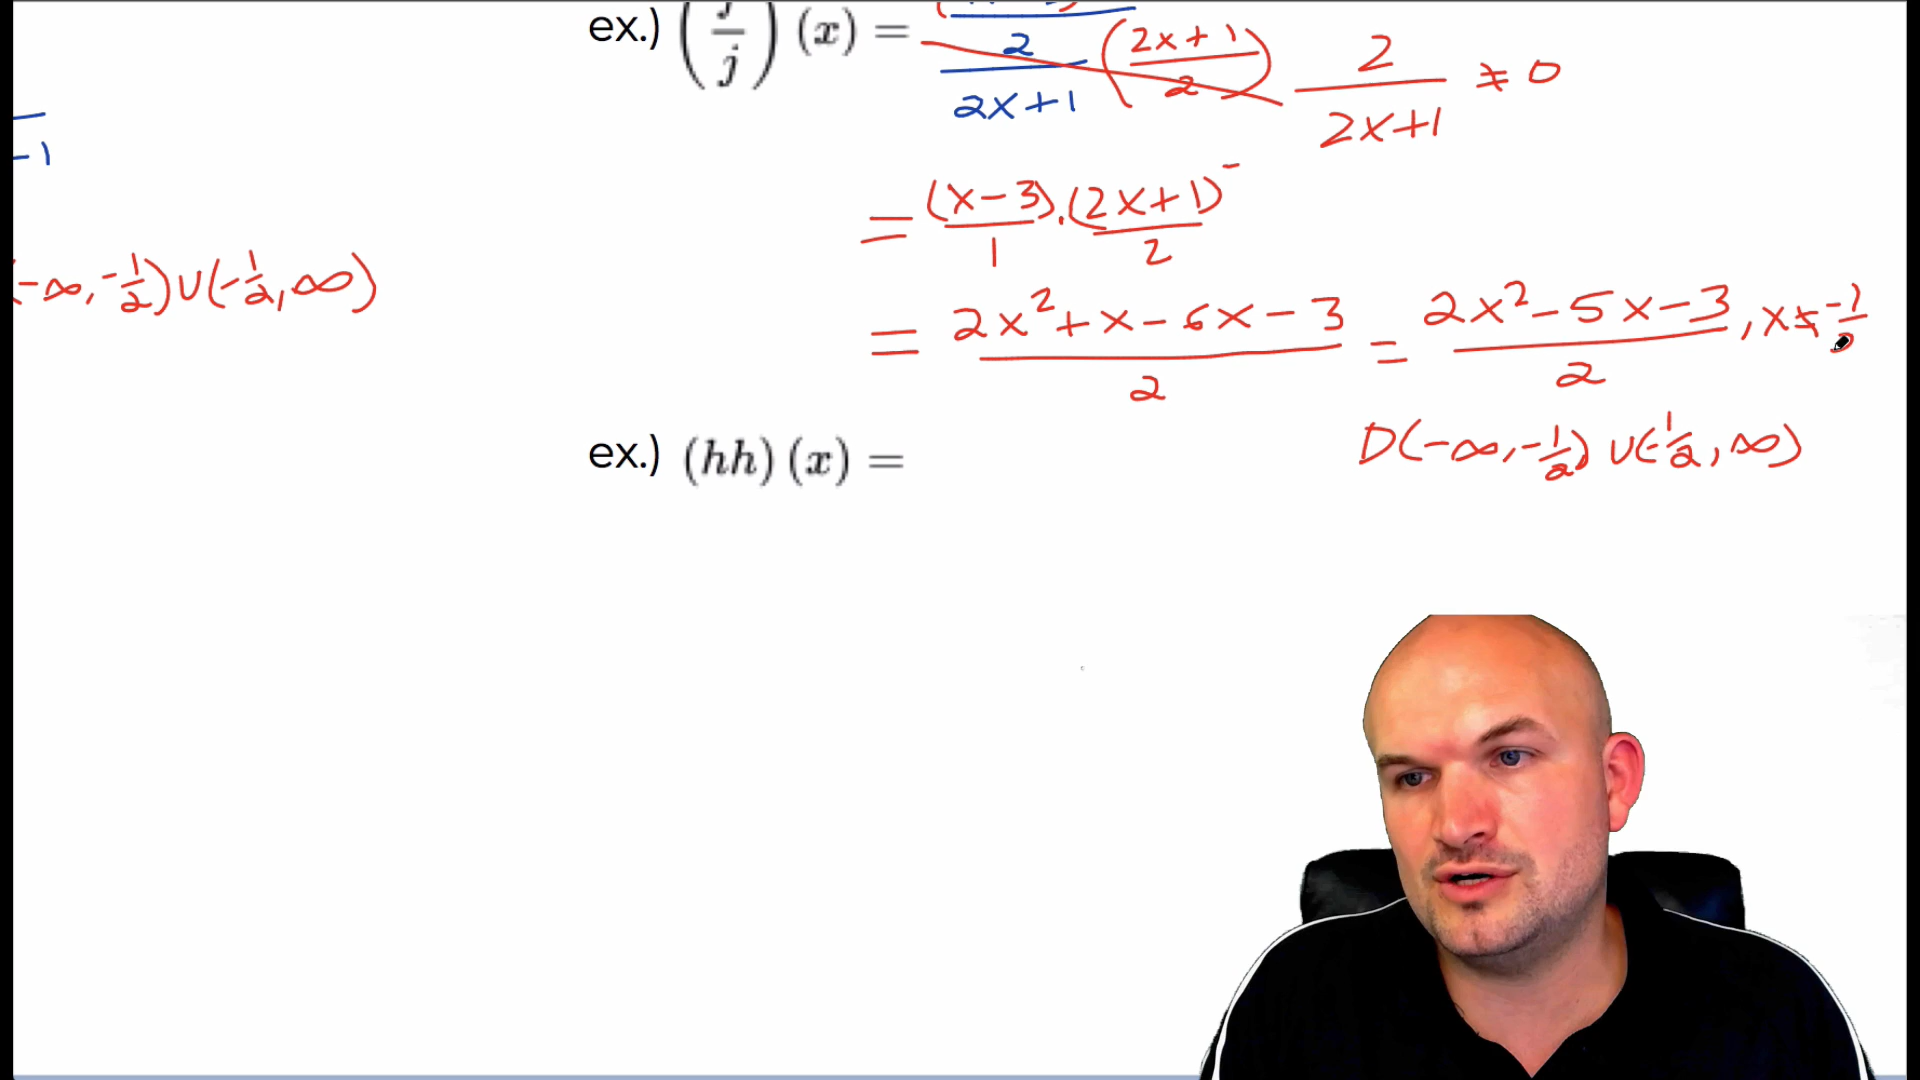 ex.) (f/j)(x) = 2/(2x+1) ((2x+1)/2) 2/(2x+1) ≠ 0
-1
= (x-3)/1 · (2x+1)/2
-∞, -1/2) ∪ (-1/2, ∞)
= (2x²+x-6x-3)/2 = (2x²-5x-3)/2, x ≠ -1/2
ex.) (hh)(x) =
D(-∞, -1/2) ∪ (-1/2, ∞)